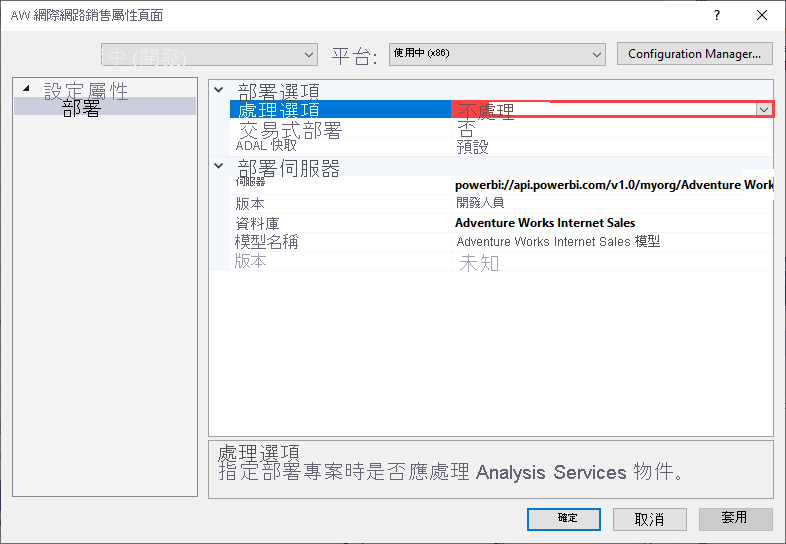 AW 網際網路銷售屬性頁面 ?
中 (開發) 平台: 使用中 (x86) Configuration Manager...
設定屬性
部署
部署選項
處理選項 不處理
交易式部署 否
ADAL 快取 預設
部署伺服器
伺服器 powerbi://api.powerbi.com/v1.0/myorg/Adventure Work
版本 開發人員
資料庫 Adventure Works Internet Sales
模型名稱 Adventure Works Internet Sales 模型
版本 未知
處理選項
指定部署專案時是否應處理 Analysis Services 物件。
確定 取消 套用